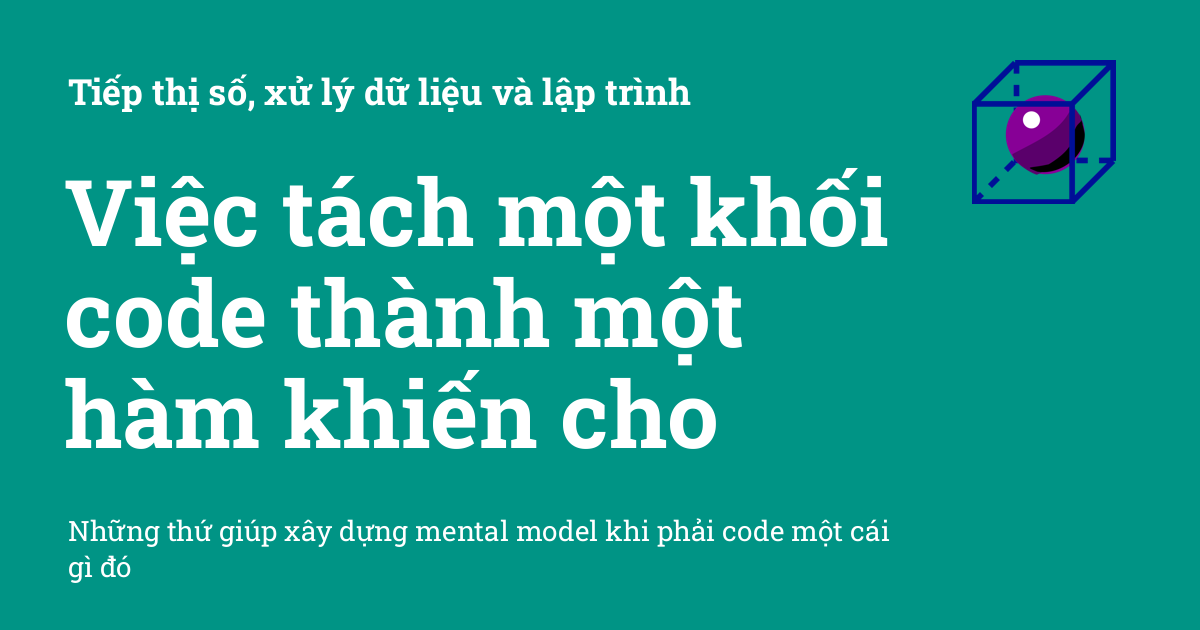 Tiếp thị số, xử lý dữ liệu và lập trình
Việc tách một khối
code thành một
hàm khiến cho
Những thứ giúp xây dựng mental model khi phải code một cái
gì đó